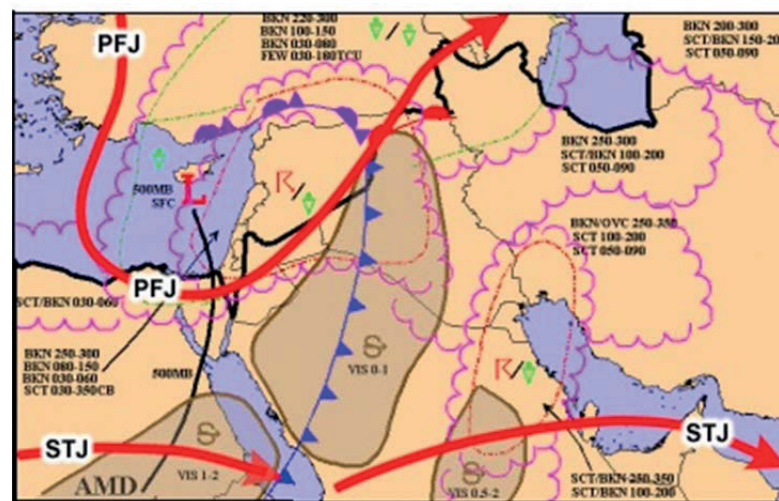 PFJ
BKN 220-300
BKN 100-150
BKN 030-080
FEW 030-180TCU
BKN 200-300
SCT/BKN 150-20
SCT 050-090
BKN 250-300
SCT/BKN 100-200
SCT 050-090
500MB
SFC
L
BKN/OVC 250-350
SCT 100-200
SCT 050-090
PFJ
SCT/BKN 030-060
BKN 250-300
BKN 080-150
BKN 030-060
SCT 030-350CB
500MB
VIS 0-1
STJ
VIS 1-2
AMD
VIS 0.5-2
STJ
SCT/BKN 250-350
SCT/BKN 100-200